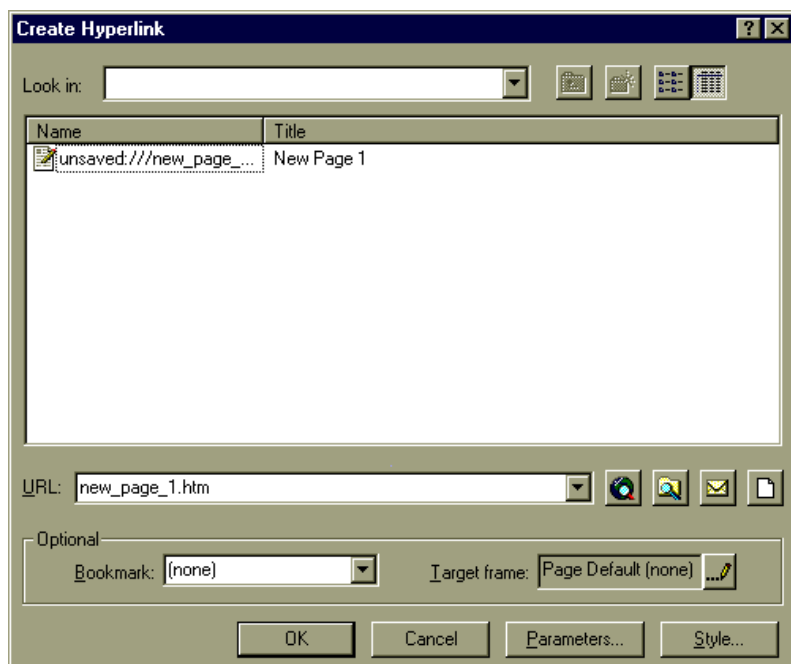 Create Hyperlink
Look in:
Name Title
unsaved:///new_page_... New Page 1
URL: new_page_1.htm
Optional
Bookmark: (none) Target frame: Page Default (none)
OK Cancel Parameters... Style...